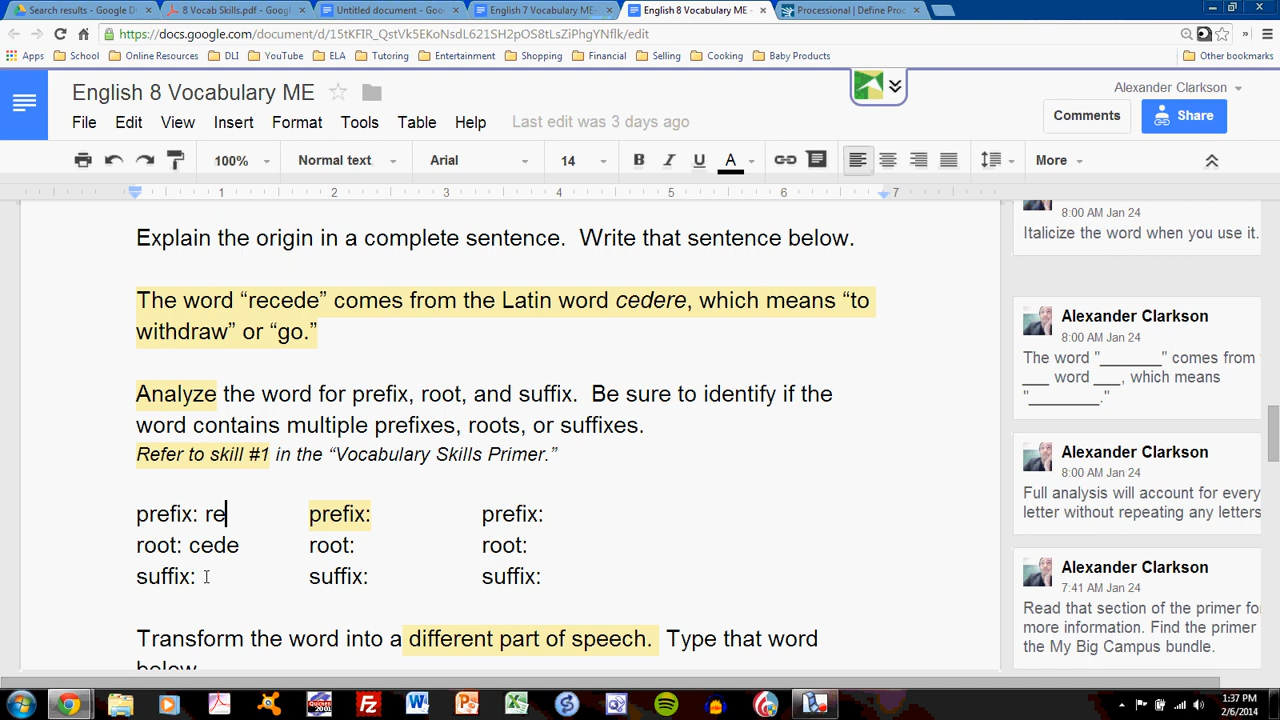 Search results - Google D
8 Vocab Skills.pdf - Googl
Untitled document - Goog
English 7 Vocabulary ME
English 8 Vocabulary ME -
Processional | Define Proc
https://docs.google.com/document/d/15tKFIR_QstVk5EKoNsdL621SH2pOS8tLsZiPhgYNflk/edit
Apps School Online Resources DLI YouTube ELA Tutoring Entertainment Shopping Financial Selling Cooking Baby Products Other bookmarks
English 8 Vocabulary ME
Alexander Clarkson
File Edit View Insert Format Tools Table Help Last edit was 3 days ago
Comments Share
100% Normal text Arial 14 B I U A More
1 2 3 4 5 6 7
Explain the origin in a complete sentence. Write that sentence below.
The word “recede” comes from the Latin word cedere, which means “to
withdraw” or “go.”
Analyze the word for prefix, root, and suffix. Be sure to identify if the
word contains multiple prefixes, roots, or suffixes.
Refer to skill #1 in the “Vocabulary Skills Primer.”
prefix: re prefix: prefix:
root: cede root: root:
suffix: suffix: suffix:
Transform the word into a different part of speech. Type that word
below.
8:00 AM Jan 24
Italicize the word when you use it.
Alexander Clarkson
8:00 AM Jan 24
The word "_______" comes from
___ word ___, which means
"________."
Alexander Clarkson
8:00 AM Jan 24
Full analysis will account for every
letter without repeating any letters
Alexander Clarkson
7:41 AM Jan 24
Read that section of the primer fo
more information. Find the primer
the My Big Campus bundle.
1:37 PM
2/6/2014